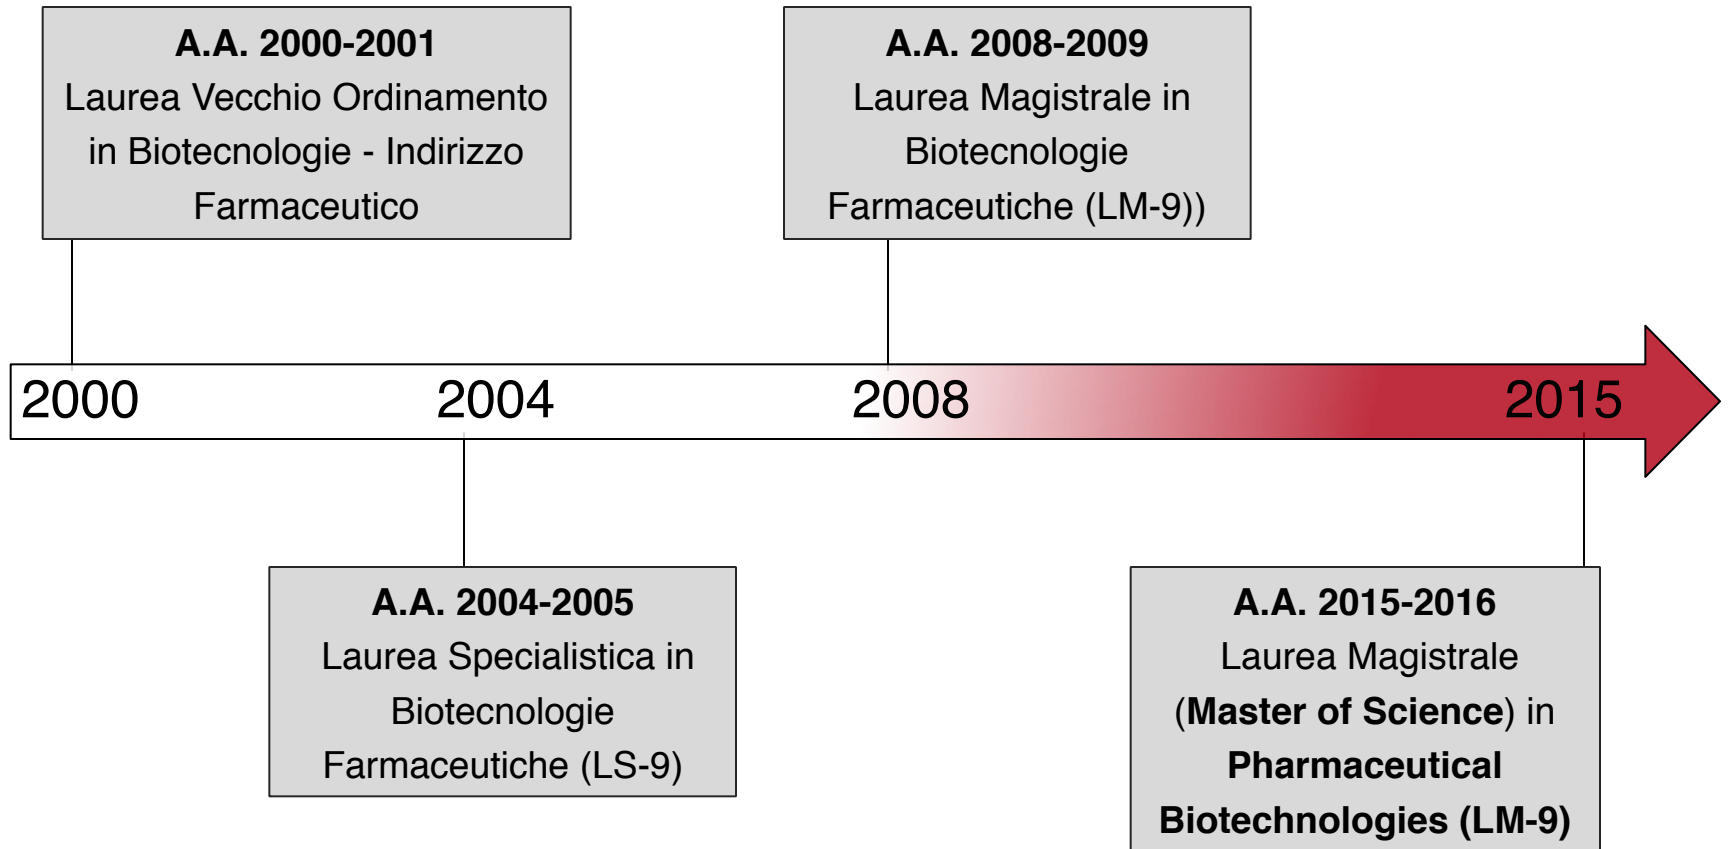 A.A. 2000-2001
Laurea Vecchio Ordinamento
in Biotecnologie - Indirizzo
Farmaceutico
A.A. 2008-2009
Laurea Magistrale in
Biotecnologie
Farmaceutiche (LM-9))
2000
2004
2008
2015
A.A. 2004-2005
Laurea Specialistica in
Biotecnologie
Farmaceutiche (LS-9)
A.A. 2015-2016
Laurea Magistrale
(Master of Science) in
Pharmaceutical
Biotechnologies (LM-9)